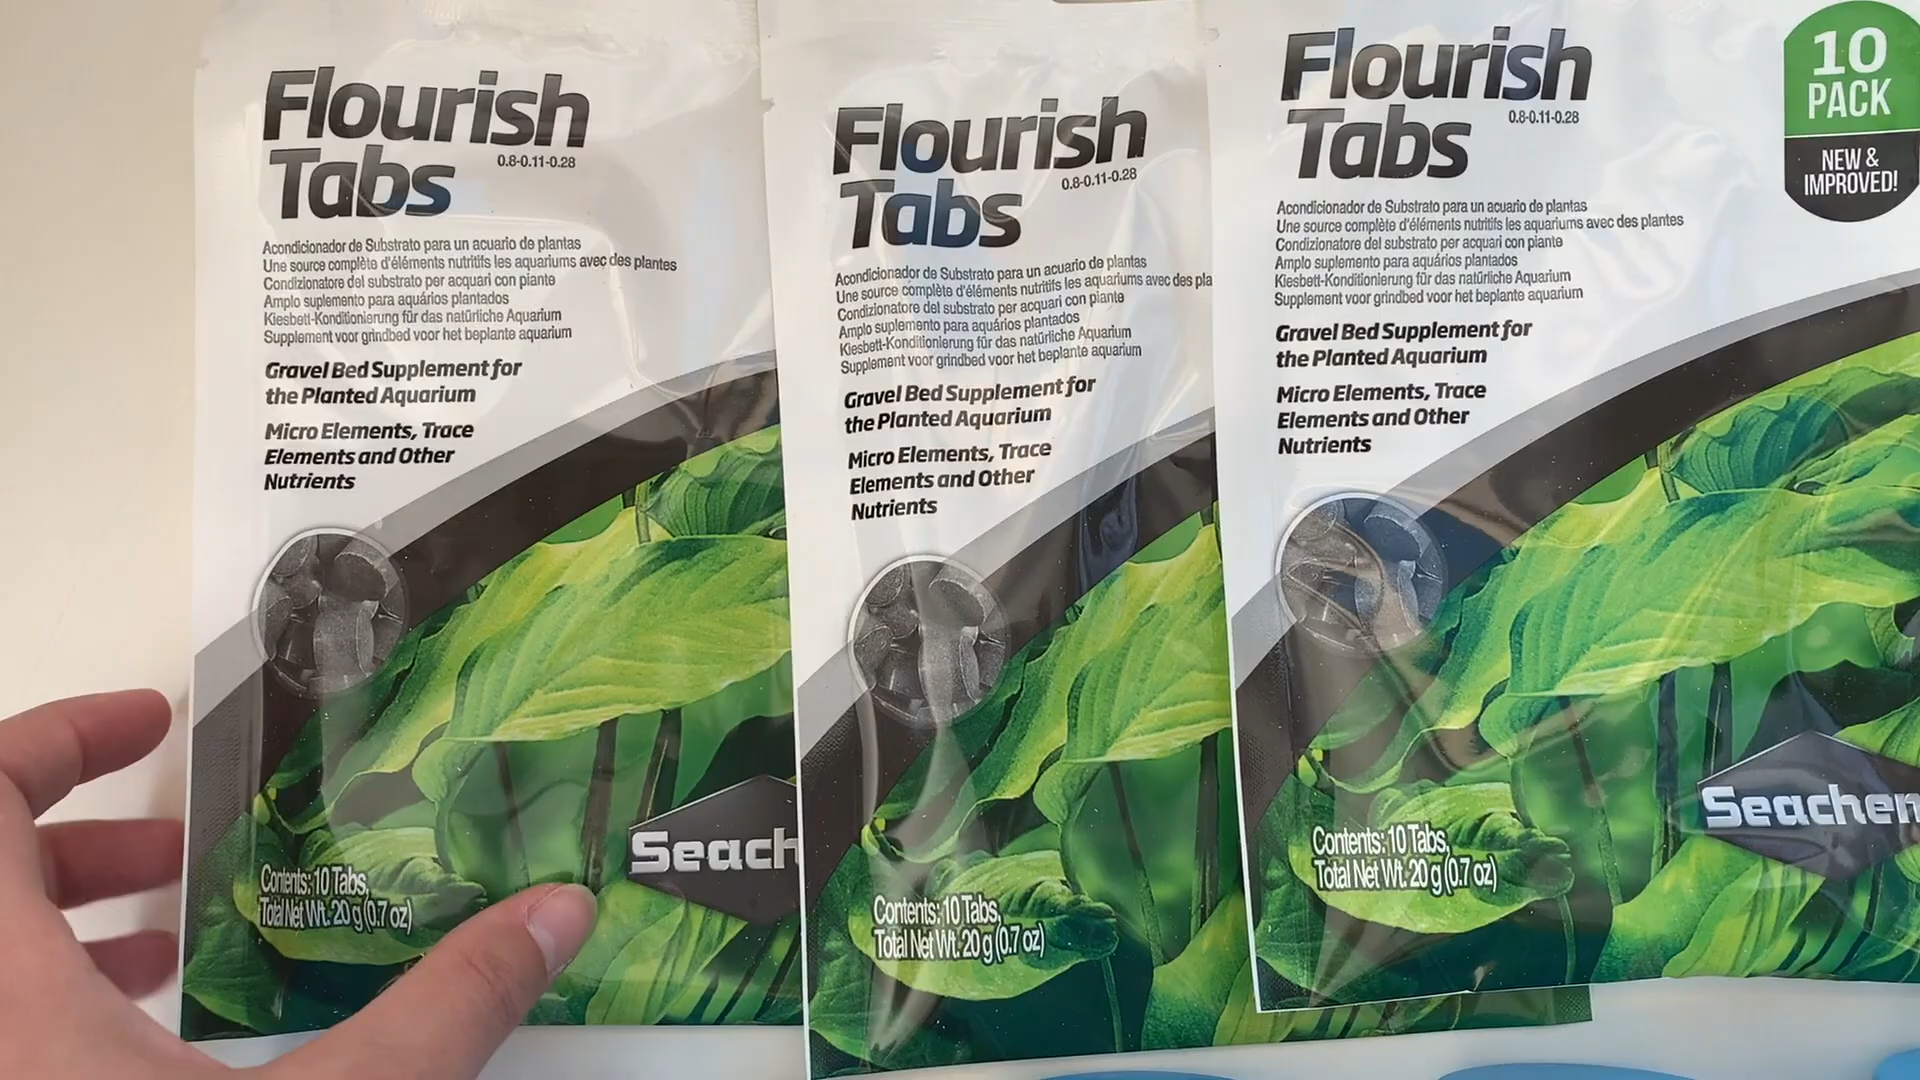 Flourish
Tabs
0.8-0.11-0.28
Acondicionador de Substrato para un acuario de plantas
Une source complète d'éléments nutritifs les aquariums avec des plantes
Condizionatore del substrato per acquari con piante
Amplo suplemento para aquários plantados
Kiesbett-Konditionierung für das natürliche Aquarium
Supplement voor grindbed voor het beplante aquarium
Gravel Bed Supplement for
the Planted Aquarium
Micro Elements, Trace
Elements and Other
Nutrients
Seach
Contents: 10 Tabs,
Total Net Wt. 20 g (0.7 oz)
Flourish
Tabs
0.8-0.11-0.28
Acondicionador de Substrato para un acuario de plantas
Une source complète d'éléments nutritifs les aquariums avec des pla
Condizionatore del substrato per acquari con piante
Amplo suplemento para aquários plantados
Kiesbett-Konditionierung für das natürliche Aquarium
Supplement voor grindbed voor het beplante aquarium
Gravel Bed Supplement for
the Planted Aquarium
Micro Elements, Trace
Elements and Other
Nutrients
Contents: 10 Tabs,
Total Net Wt. 20 g (0.7 oz)
Flourish
Tabs
0.8-0.11-0.28
10
PACK
NEW &
IMPROVED!
Acondicionador de Substrato para un acuario de plantas
Une source complète d'éléments nutritifs les aquariums avec des plantes
Condizionatore del substrato per acquari con piante
Amplo suplemento para aquários plantados
Kiesbett-Konditionierung für das natürliche Aquarium
Supplement voor grindbed voor het beplante aquarium
Gravel Bed Supplement for
the Planted Aquarium
Micro Elements, Trace
Elements and Other
Nutrients
Seachem
Contents: 10 Tabs,
Total Net Wt. 20 g (0.7 oz)